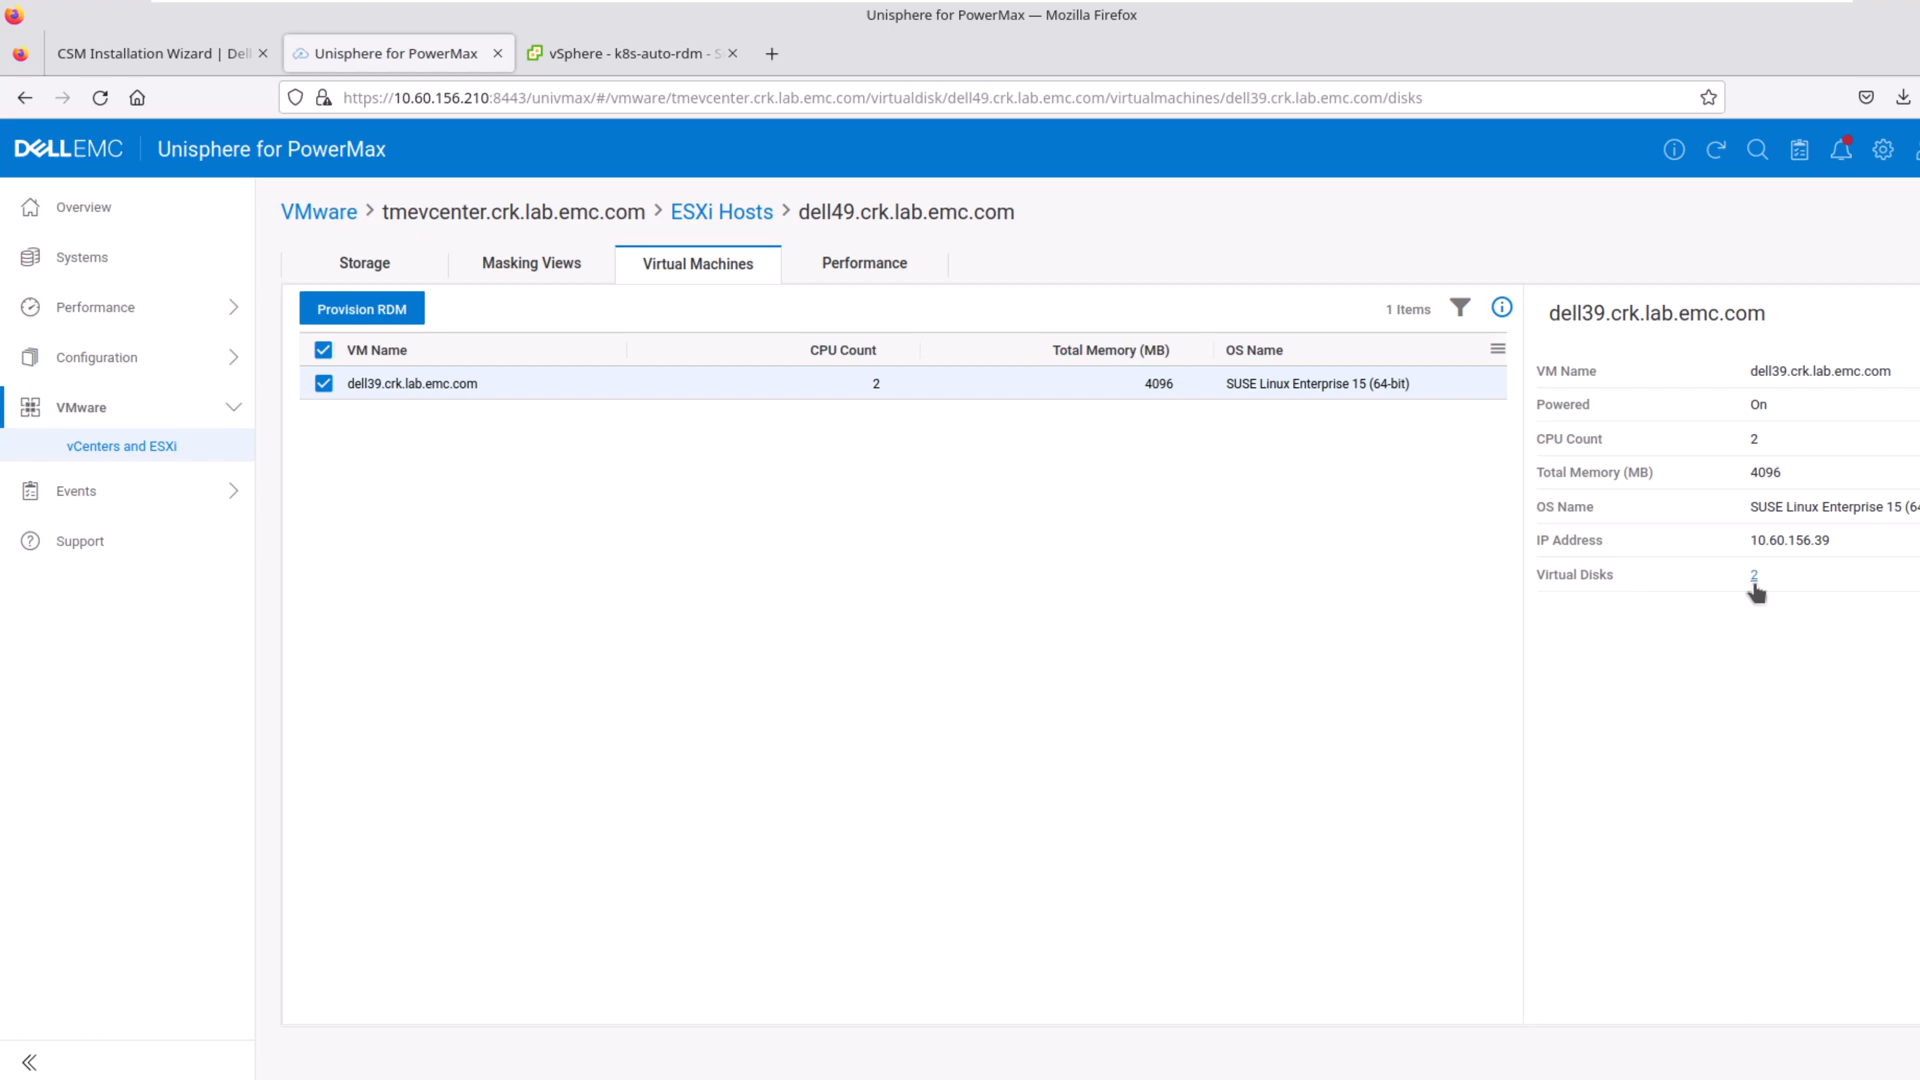 Unisphere for PowerMax — Mozilla Firefox
CSM Installation Wizard | Dell
Unisphere for PowerMax
vSphere - k8s-auto-rdm - S
https://10.60.156.210:8443/univmax/#/vmware/tmevcenter.crk.lab.emc.com/virtualdisk/dell49.crk.lab.emc.com/virtualmachines/dell39.crk.lab.emc.com/disks
DELLEMC Unisphere for PowerMax
Overview
Systems
Performance
Configuration
VMware
vCenters and ESXi
Events
Support
VMware > tmevcenter.crk.lab.emc.com > ESXi Hosts > dell49.crk.lab.emc.com
Storage Masking Views Virtual Machines Performance
Provision RDM
1 Items
VM Name CPU Count Total Memory (MB) OS Name
dell39.crk.lab.emc.com 2 4096 SUSE Linux Enterprise 15 (64-bit)
dell39.crk.lab.emc.com
VM Name dell39.crk.lab.emc.com
Powered On
CPU Count 2
Total Memory (MB) 4096
OS Name SUSE Linux Enterprise 15 (64
IP Address 10.60.156.39
Virtual Disks 2